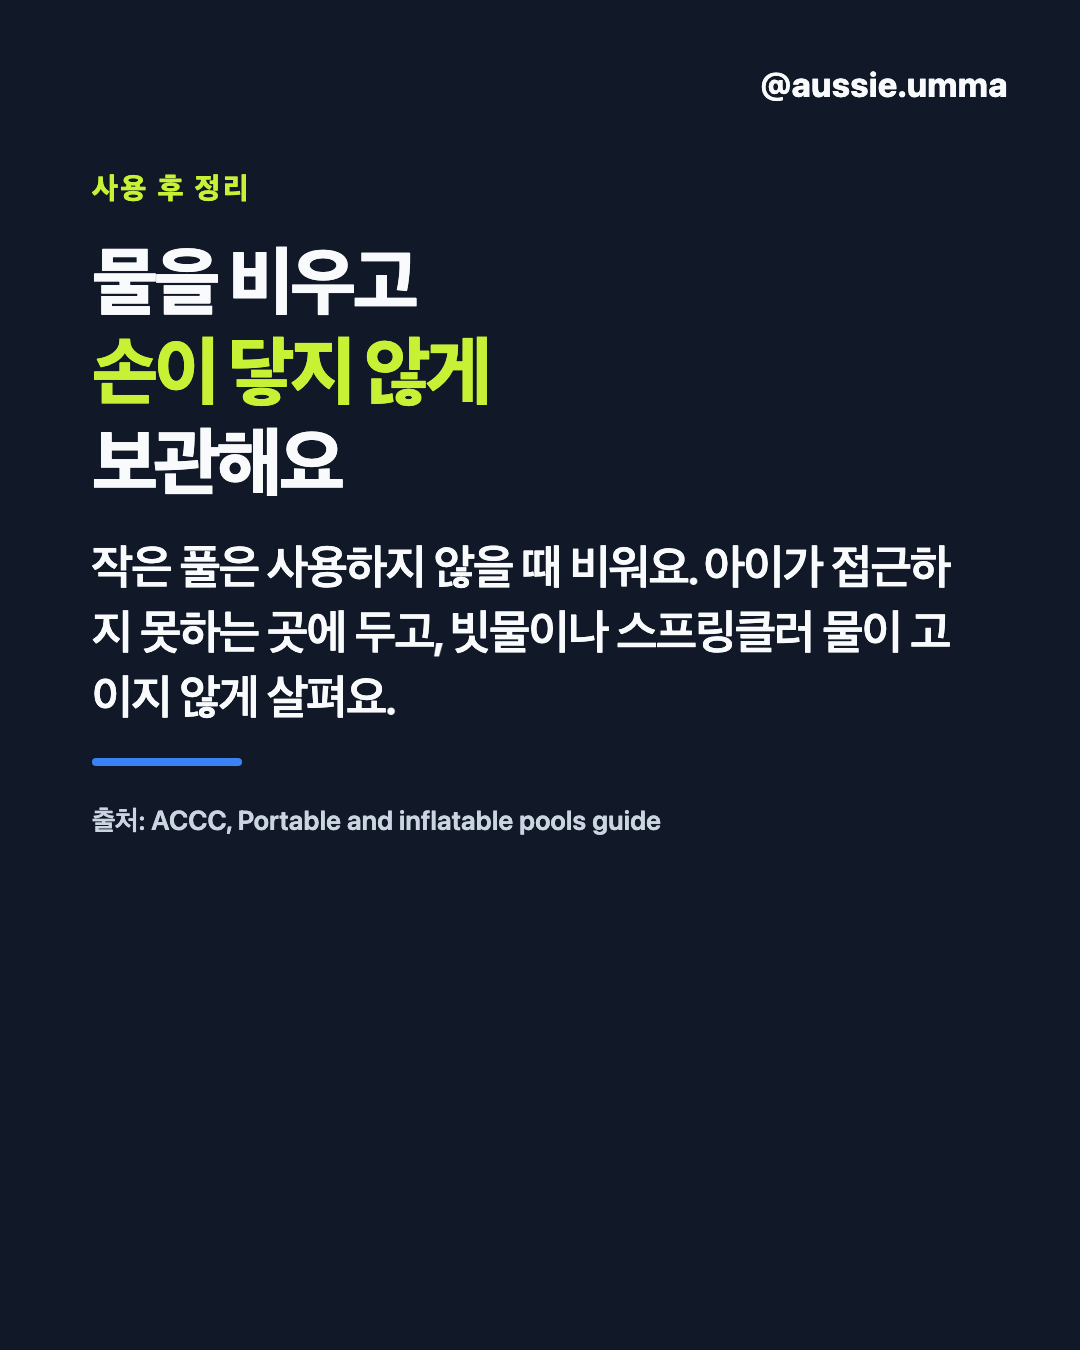 @aussie.umma
사용 후 정리
물을 비우고
손이 닿지 않게
보관해요
작은 풀은 사용하지 않을 때 비워요. 아이가 접근하
지 못하는 곳에 두고, 빗물이나 스프링클러 물이 고
이지 않게 살펴요.
출처: ACCC, Portable and inflatable pools guide